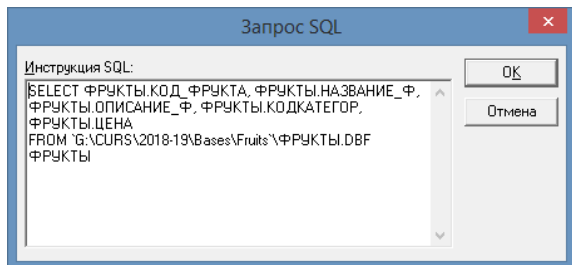 Запрос SQL
Инструкция SQL:
SELECT ФРУКТЫ.КОД_ФРУКТА, ФРУКТЫ.НАЗВАНИЕ_Ф,
ФРУКТЫ.ОПИСАНИЕ_Ф, ФРУКТЫ.КОДКАТЕГОР,
ФРУКТЫ.ЦЕНА
FROM `G:\CURS\2018-19\Bases\Fruits`\ФРУКТЫ.DBF
ФРУКТЫ
OK
Отмена